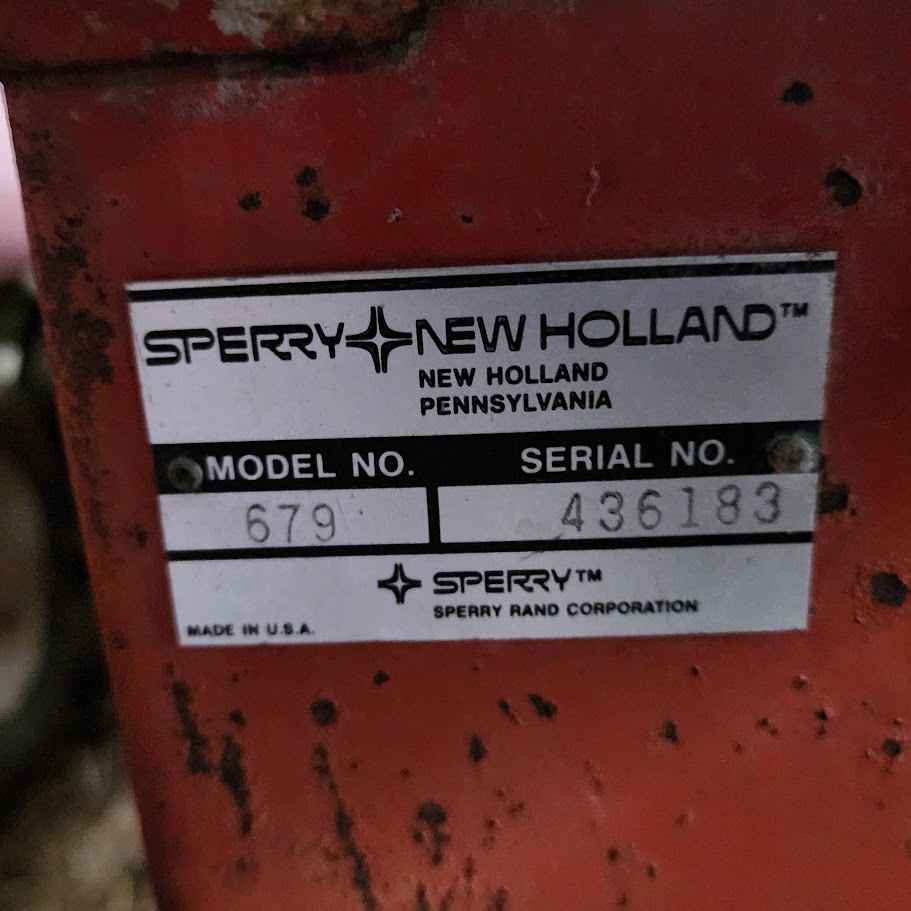 SPERRY NEW HOLLAND™
NEW HOLLAND
PENNSYLVANIA
MODEL NO. SERIAL NO.
679 436183
SPERRY™
SPERRY RAND CORPORATION
MADE IN U.S.A.